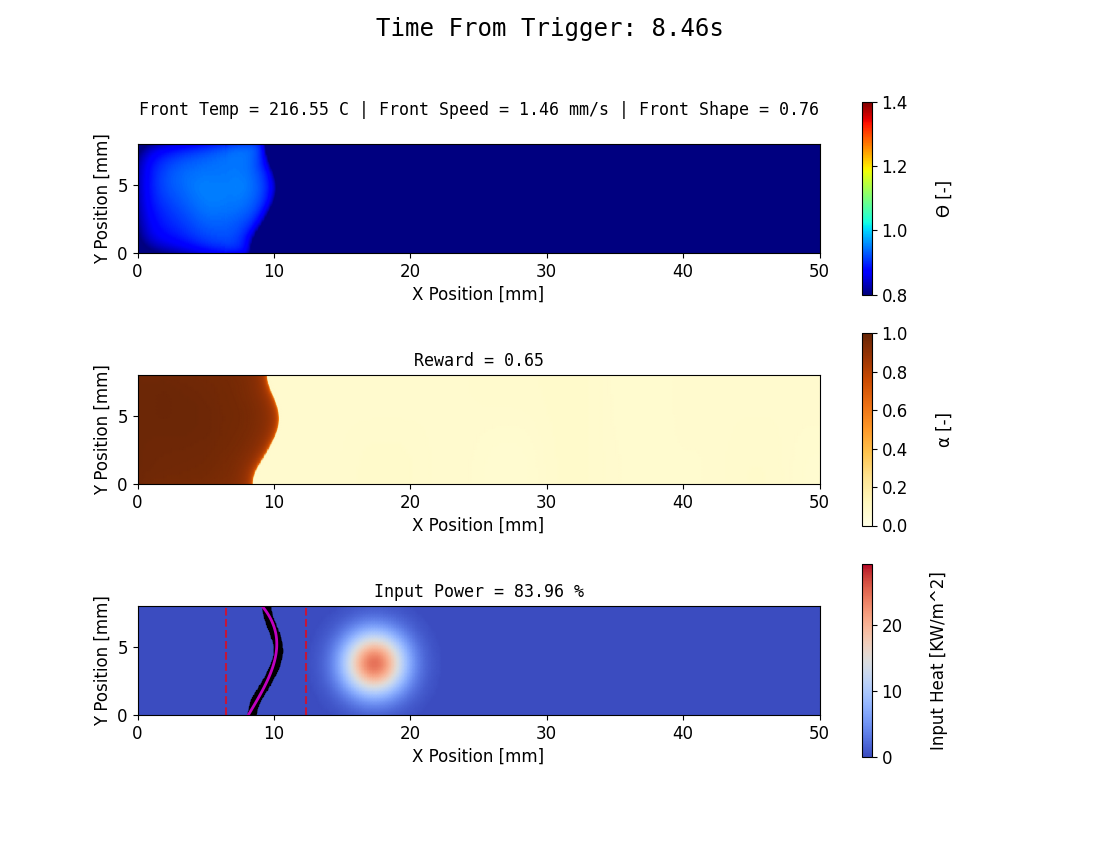 Time From Trigger: 8.46s
Front Temp = 216.55 C | Front Speed = 1.46 mm/s | Front Shape = 0.76
Y Position [mm]
5
0
0 10 20 30 40 50
X Position [mm]
1.4
1.2
1.0
0.8
Θ [-]
Reward = 0.65
Y Position [mm]
5
0
0 10 20 30 40 50
X Position [mm]
1.0
0.8
0.6
0.4
0.2
0.0
α [-]
Input Power = 83.96 %
Y Position [mm]
5
0
0 10 20 30 40 50
X Position [mm]
20
10
0
Input Heat [KW/m^2]